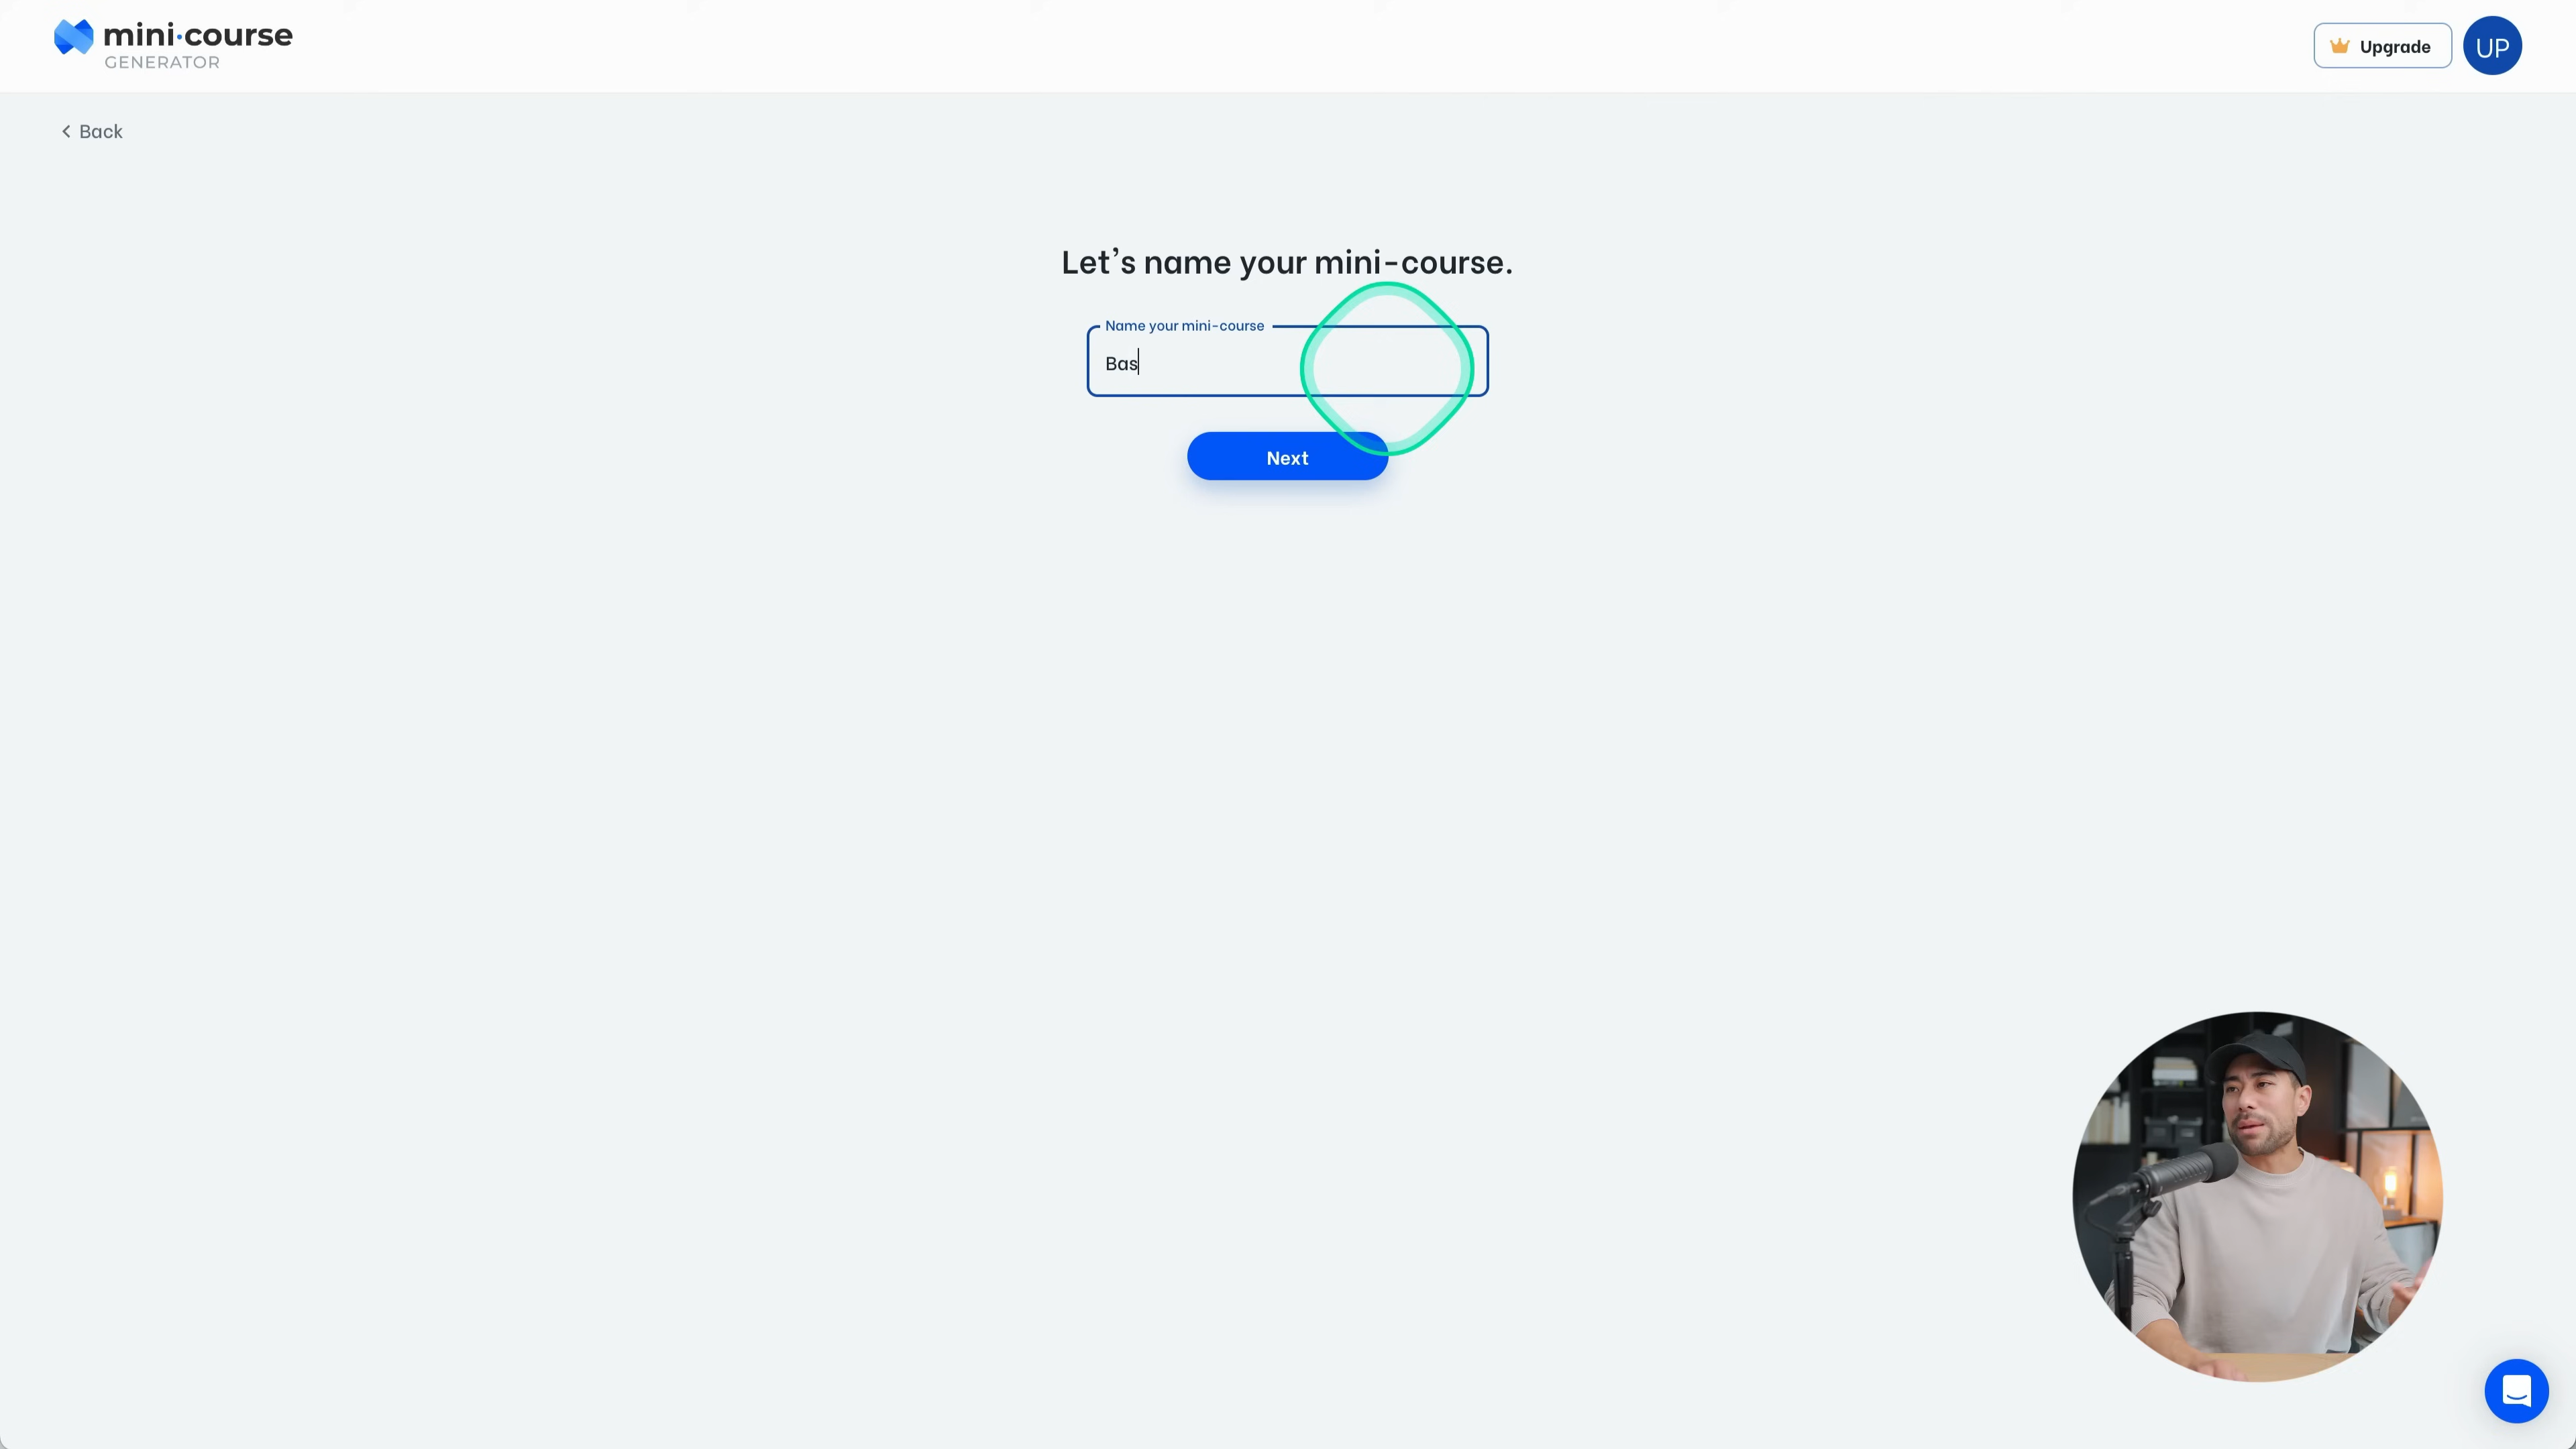 mini·course
GENERATOR
Upgrade
UP
Back
Let's name your mini-course.
Name your mini-course
Bas
Next